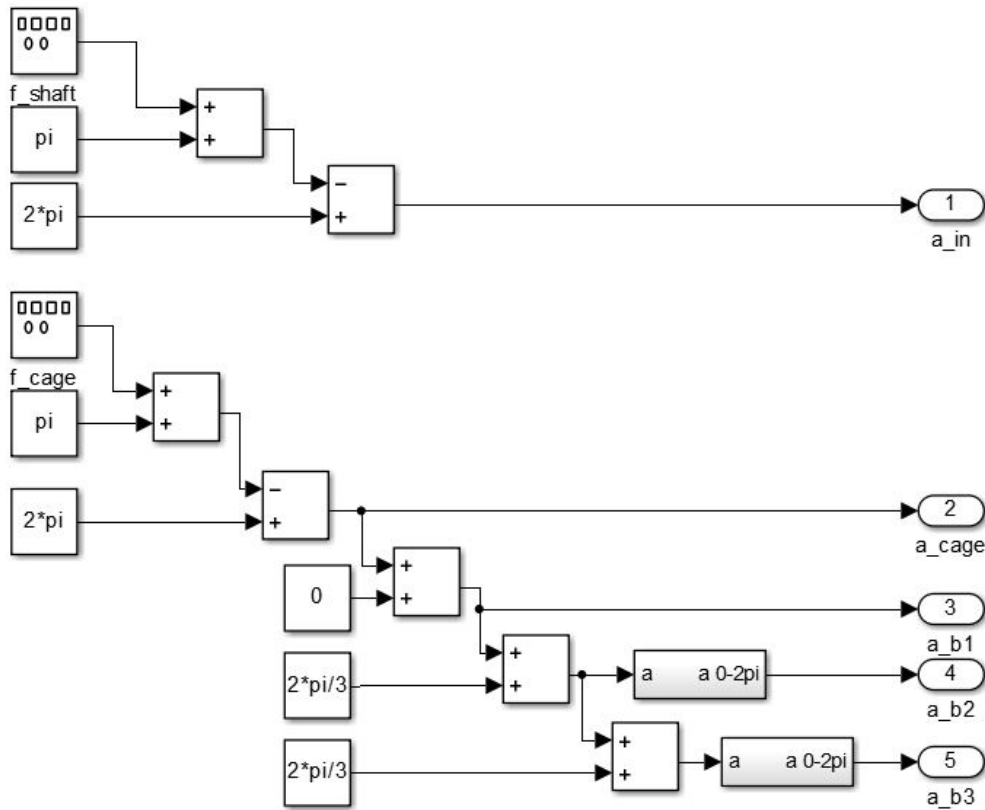 f_shaft
+
pi
+
−
2*pi
+
1
a_in
f_cage
+
pi
+
−
2*pi
+
2
a_cage
+
0
+
3
a_b1
+
2*pi/3
+
a a 0-2pi
4
a_b2
+
2*pi/3
+
a a 0-2pi
5
a_b3